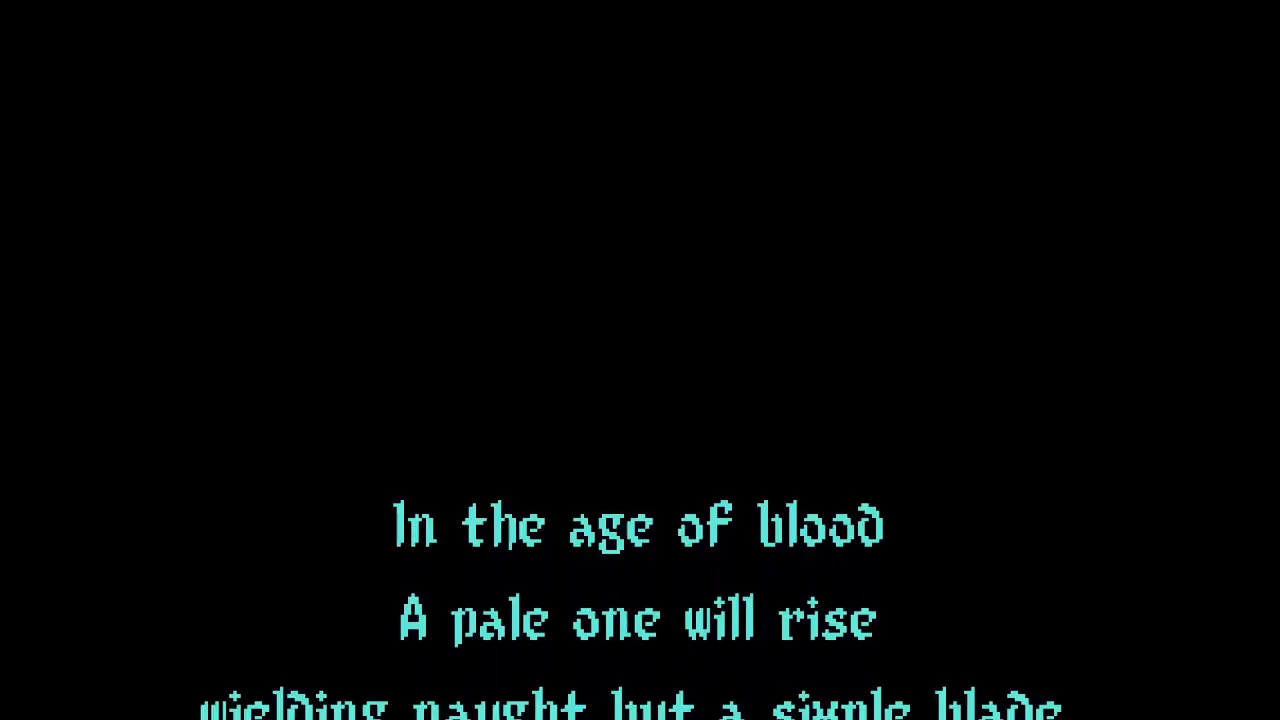 In the age of blood
A pale one will rise
wielding naught but a simple blade